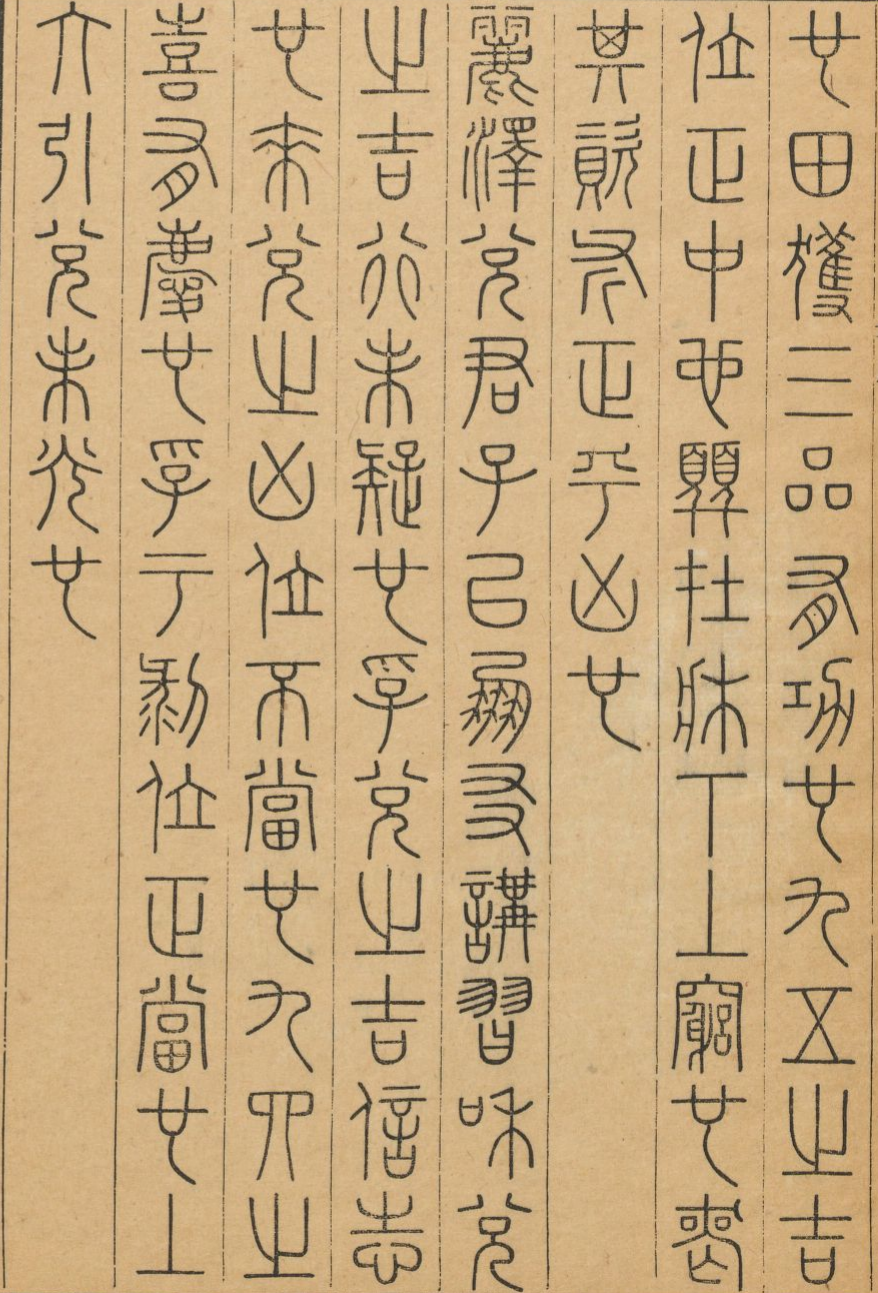 也田獲三品有功也九五之吉
位正中也巽在牀下上窮也喪
其資斧正乎凶也
麗澤兌君子以朋友講習和兌
之吉行未疑也孚兌之吉信志
也來兌之凶位不當也九四之
喜有慶也孚于剝位正當也上
六引兌未光也